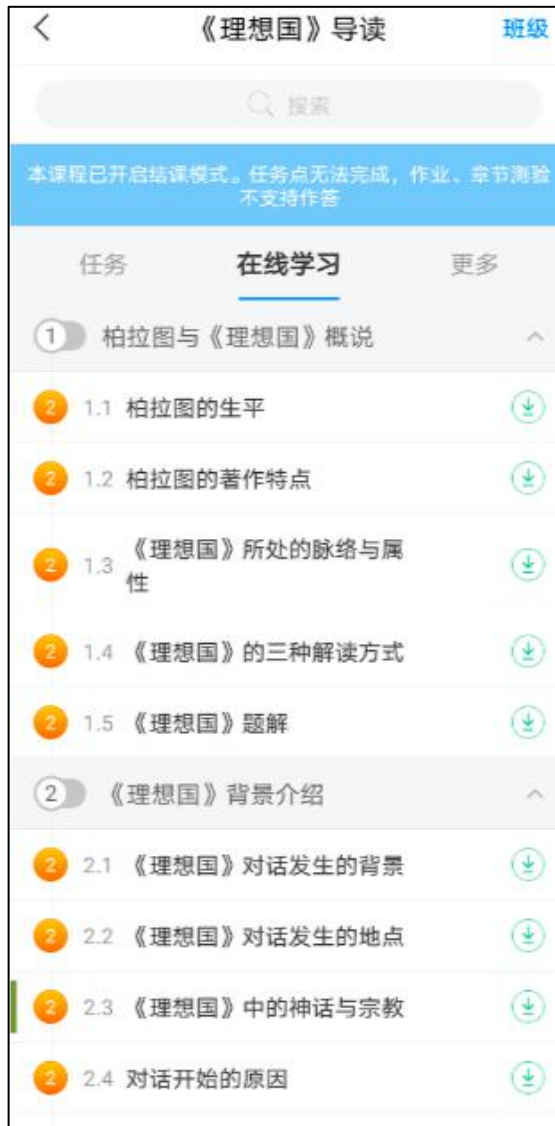 《理想国》导读
班级
搜索
本课程已开启结课模式。任务点无法完成，作业、章节测验
不支持作答
任务
在线学习
更多
1 柏拉图与《理想国》概说
2 1.1 柏拉图的生平
2 1.2 柏拉图的著作特点
2 1.3 《理想国》所处的脉络与属
性
2 1.4 《理想国》的三种解读方式
2 1.5 《理想国》题解
2 《理想国》背景介绍
2 2.1 《理想国》对话发生的背景
2 2.2 《理想国》对话发生的地点
2 2.3 《理想国》中的神话与宗教
2 2.4 对话开始的原因